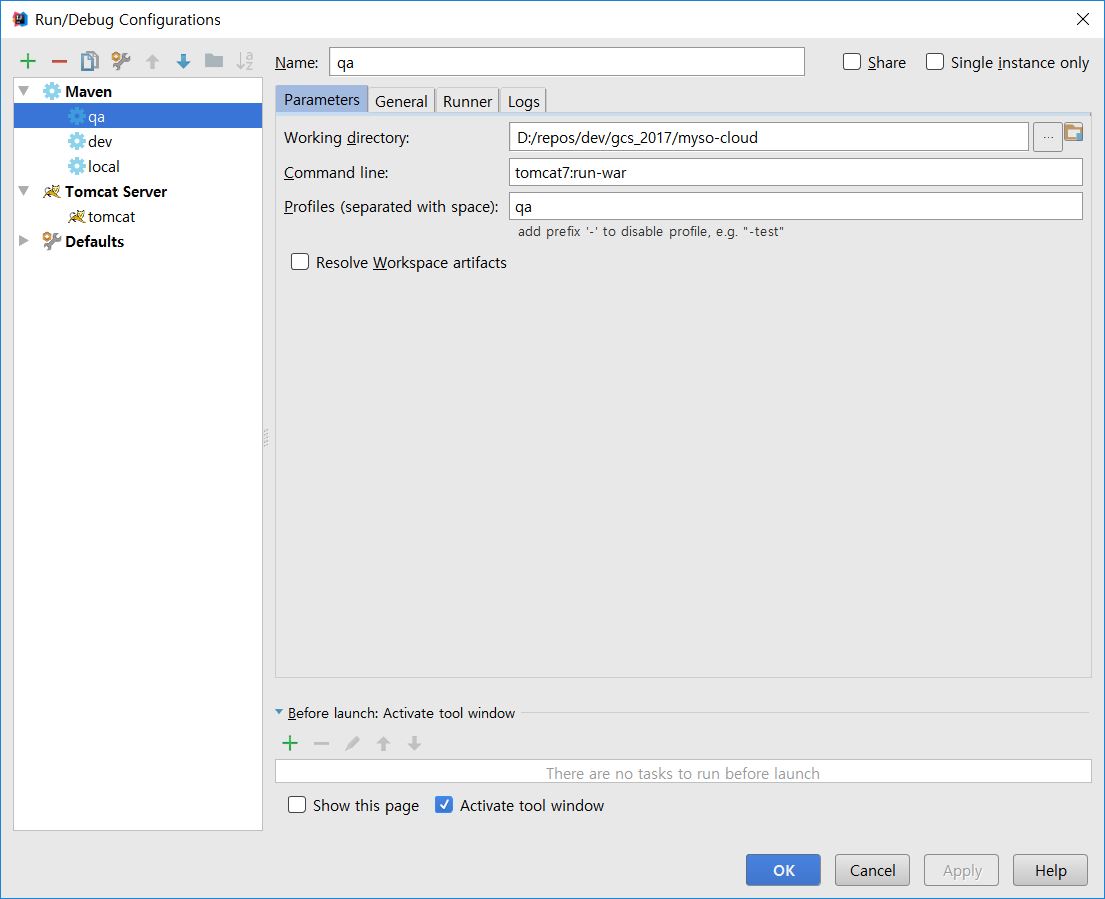 Run/Debug Configurations
Name: qa Share Single instance only
Maven
qa
dev
local
Tomcat Server
tomcat
Defaults
Parameters General Runner Logs
Working directory: D:/repos/dev/gcs_2017/myso-cloud ...
Command line: tomcat7:run-war
Profiles (separated with space): qa
add prefix '-' to disable profile, e.g. "-test"
Resolve Workspace artifacts
Before launch: Activate tool window
There are no tasks to run before launch
Show this page Activate tool window
OK Cancel Apply Help